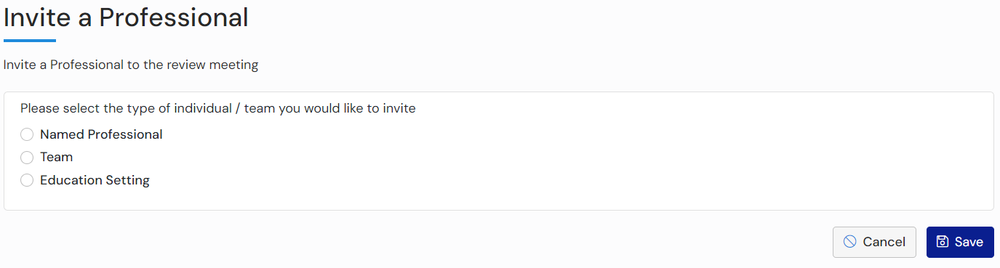 Invite a Professional
Invite a Professional to the review meeting
Please select the type of individual / team you would like to invite
Named Professional
Team
Education Setting
Cancel
Save